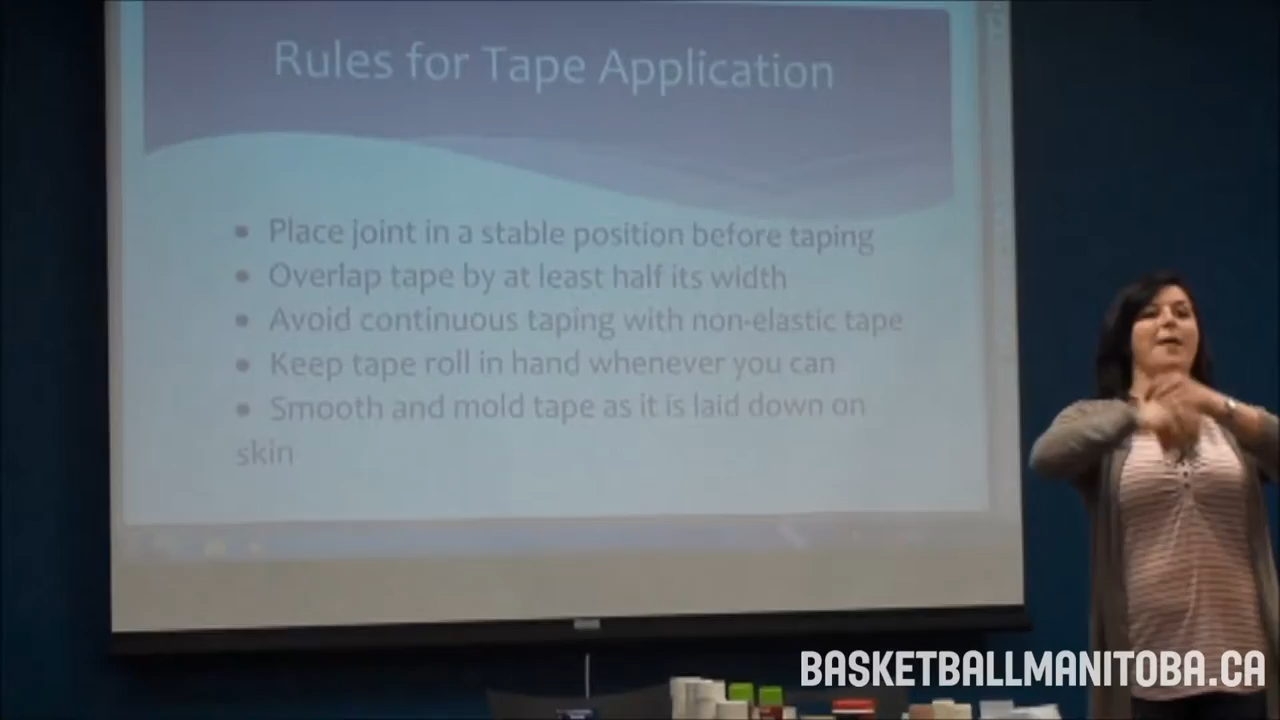 Rules for Tape Application
• Place joint in a stable position before taping
• Overlap tape by at least half its width
• Avoid continuous taping with non-elastic tape
• Keep tape roll in hand whenever you can
• Smooth and mold tape as it is laid down on
skin
BASKETBALLMANITOBA.CA